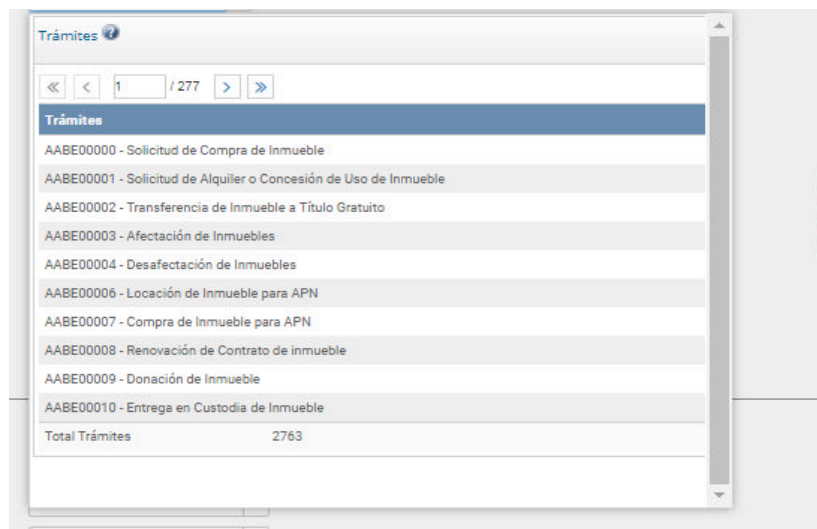 Trámites
1 / 277
Trámites
AABE00000 - Solicitud de Compra de Inmueble
AABE00001 - Solicitud de Alquiler o Concesión de Uso de Inmueble
AABE00002 - Transferencia de Inmueble a Título Gratuito
AABE00003 - Afectación de Inmuebles
AABE00004 - Desafectación de Inmuebles
AABE00006 - Locación de Inmueble para APN
AABE00007 - Compra de Inmueble para APN
AABE00008 - Renovación de Contrato de inmueble
AABE00009 - Donación de Inmueble
AABE00010 - Entrega en Custodia de Inmueble
Total Trámites 2763